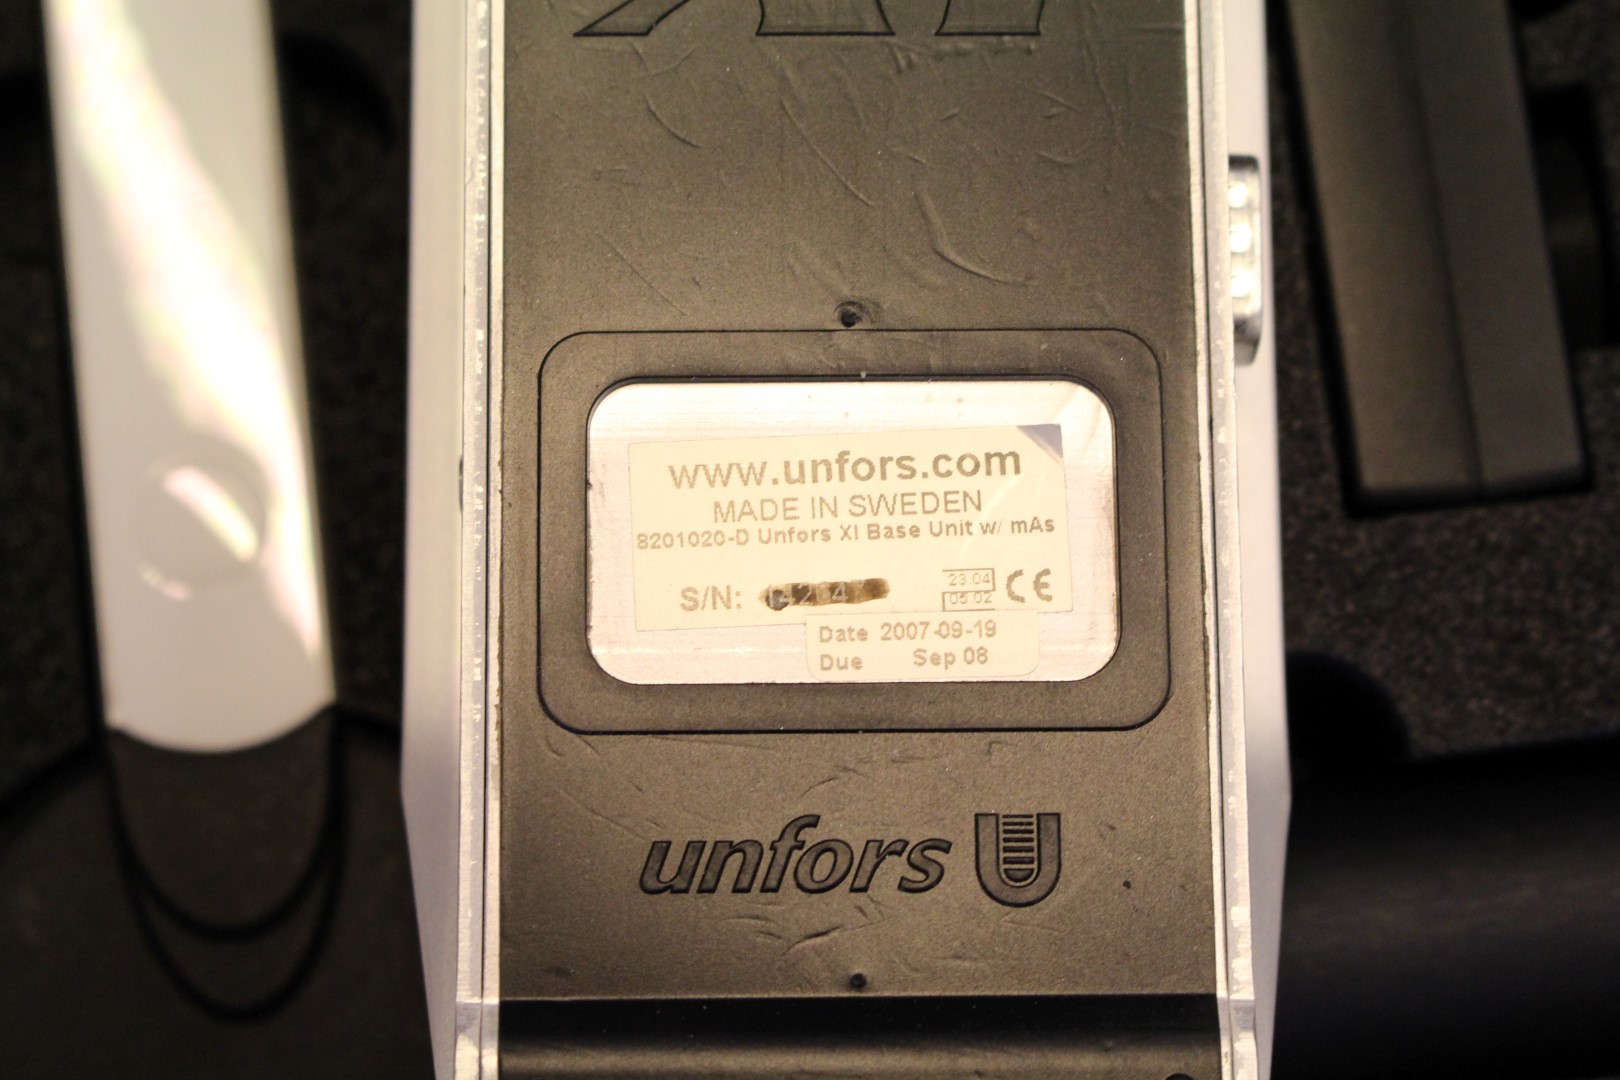 www.unfors.com
MADE IN SWEDEN
8201020-D Unfors XI Base Unit w/ mAs
S/N:
23.04
05.02
CE
Date 2007-09-19
Due Sep 08
unfors